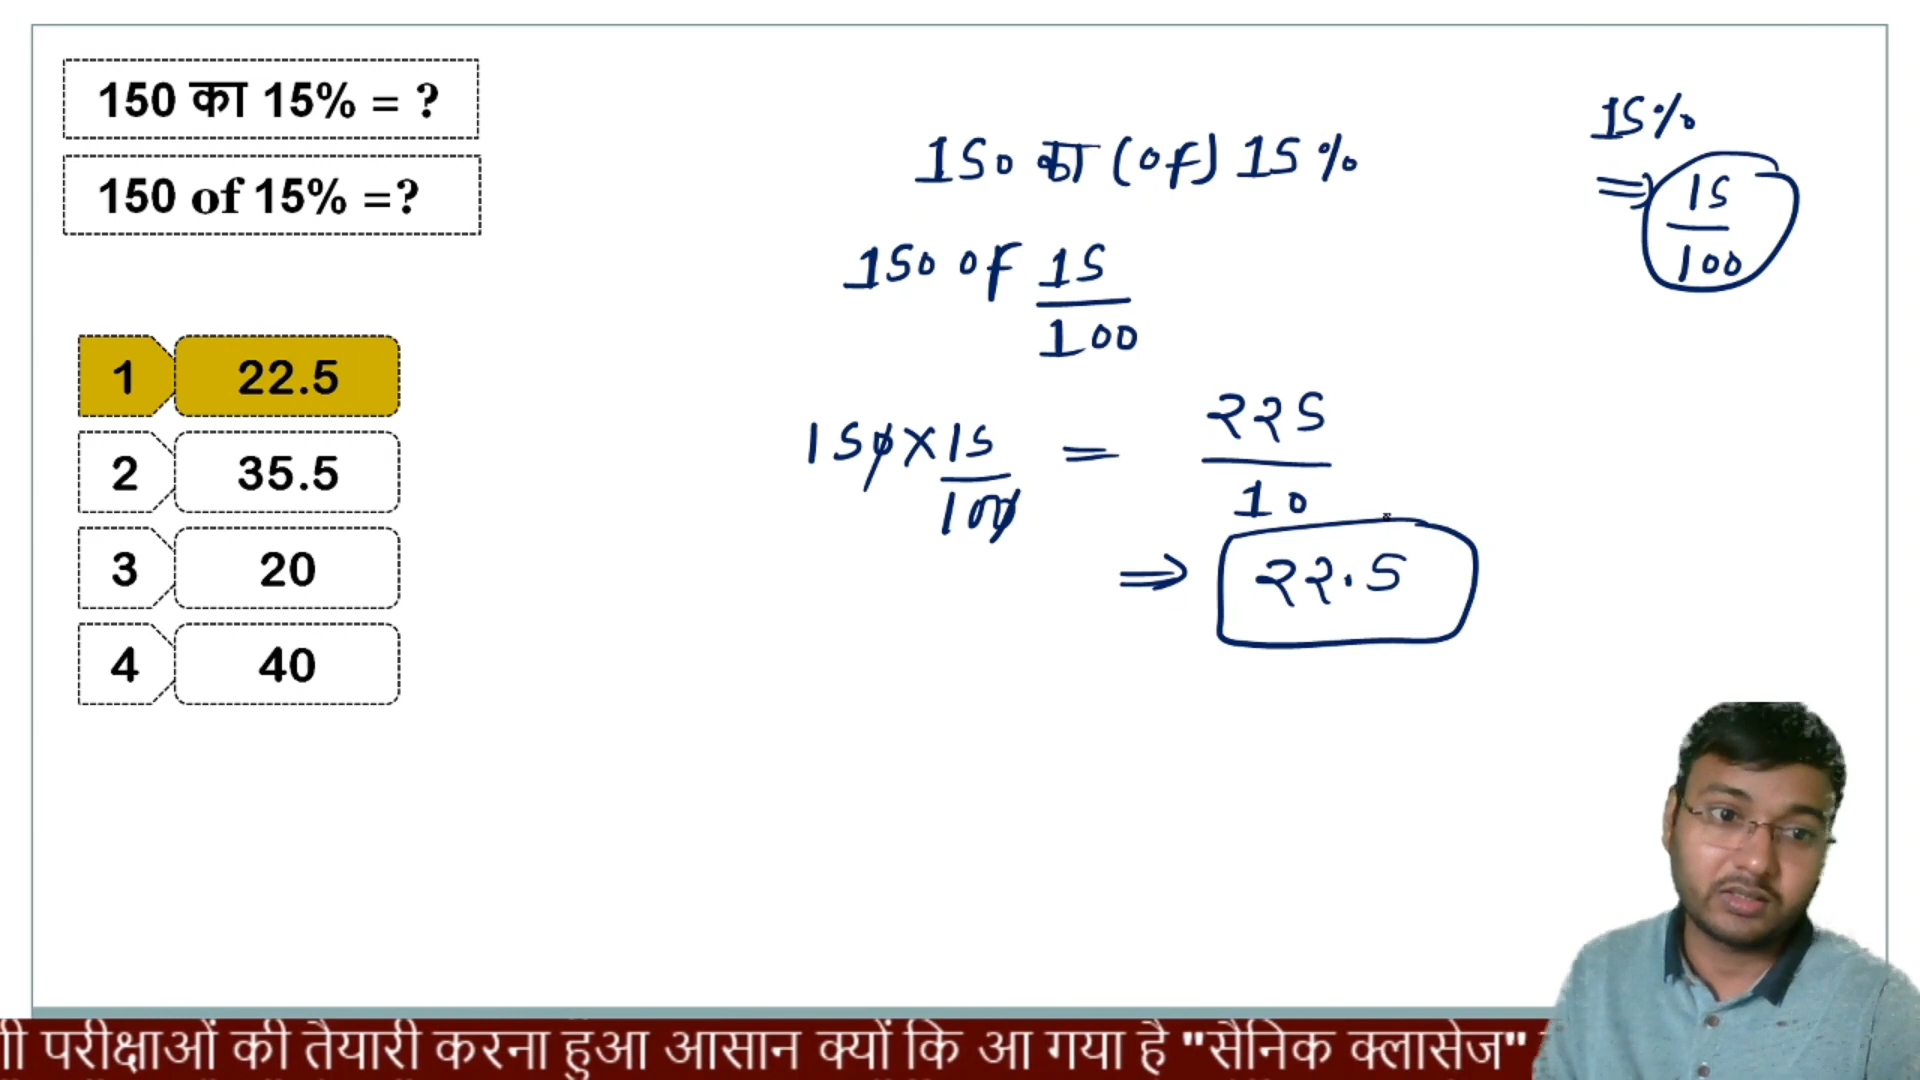 150 का 15% = ?
150 of 15% =?
1 22.5
2 35.5
3 20
4 40
150 का (of) 15%
150 of 15/100
150 × 15/100 = २२5/10
⇒ २२.5
15%
⇒ 15/100
परीक्षाओं की तैयारी करना हुआ आसान क्यों कि आ गया है "सैनिक क्लासेज"